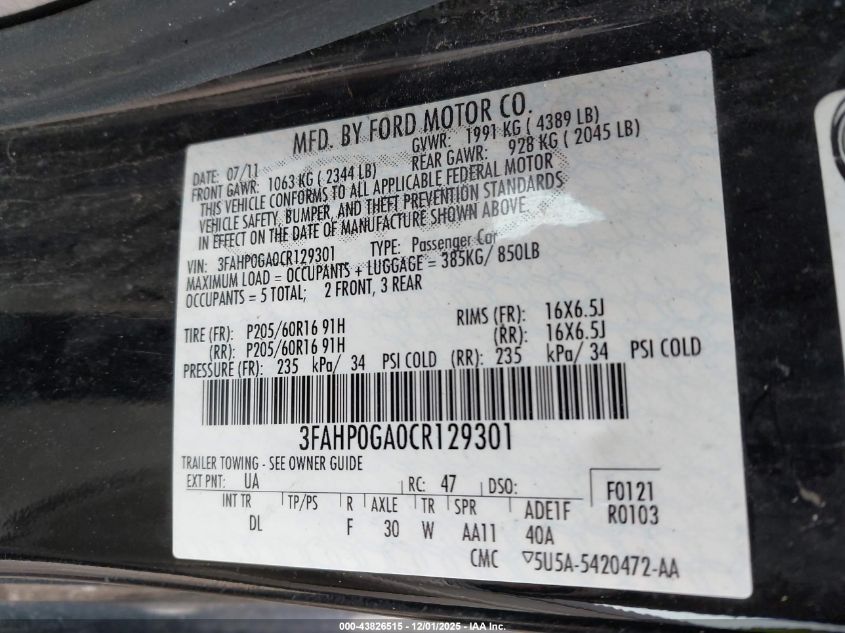 MFD. BY FORD MOTOR CO.
DATE: 07/11 GVWR: 1991 KG ( 4389 LB)
FRONT GAWR: 1063 KG ( 2344 LB) REAR GAWR: 928 KG ( 2045 LB)
THIS VEHICLE CONFORMS TO ALL APPLICABLE FEDERAL MOTOR
VEHICLE SAFETY, BUMPER, AND THEFT PREVENTION STANDARDS
IN EFFECT ON THE DATE OF MANUFACTURE SHOWN ABOVE.
VIN: 3FAHP0GA0CR129301 TYPE: Passenger Car
MAXIMUM LOAD = OCCUPANTS + LUGGAGE = 385KG/ 850LB
OCCUPANTS = 5 TOTAL; 2 FRONT, 3 REAR
TIRE (FR): P205/60R16 91H RIMS (FR): 16X6.5J
(RR): P205/60R16 91H (RR): 16X6.5J
PRESSURE (FR): 235 kPa/ 34 PSI COLD (RR): 235 kPa/ 34 PSI COLD
3FAHP0GA0CR129301
TRAILER TOWING - SEE OWNER GUIDE
EXT PNT: UA RC: 47 DSO: F0121
INT TR TP/PS R AXLE TR SPR ADE1F R0103
DL F 30 W AA11 40A
CMC ▽5U5A-5420472-AA
000-43826515 - 12/01/2025 - IAA Inc.